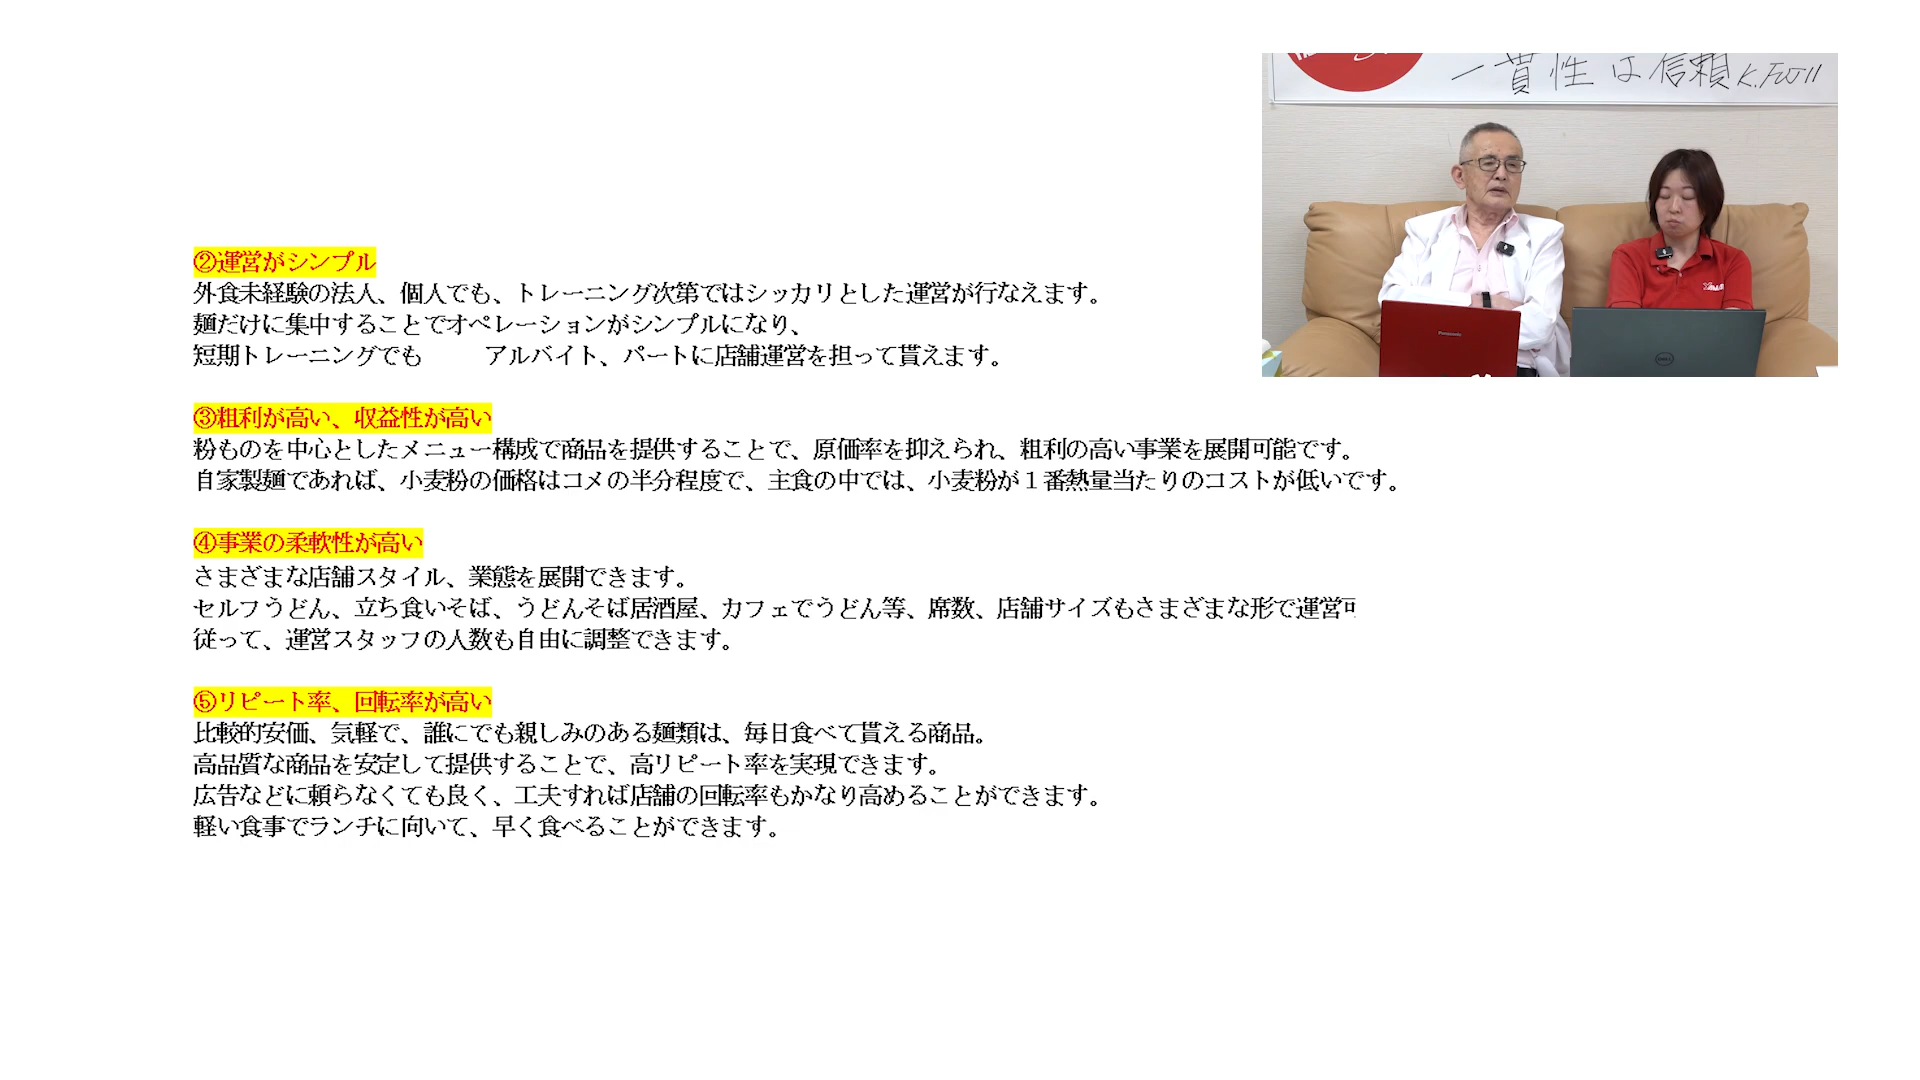 ②運営がシンプル
外食未経験の法人、個人でも、トレーニング次第ではシッカリとした運営が行なえます。
麺だけに集中することでオペレーションがシンプルになり、
短期トレーニングでも　　アルバイト、パートに店舗運営を担って貰えます。
③粗利が高い、収益性が高い
粉ものを中心としたメニュー構成で商品を提供することで、原価率を抑えられ、粗利の高い事業を展開可能です。
自家製麺であれば、小麦粉の価格はコメの半分程度で、主食の中では、小麦粉が１番熱量当たりのコストが低いです。
④事業の柔軟性が高い
さまざまな店舗スタイル、業態を展開できます。
セルフうどん、立ち食いそば、うどんそば居酒屋、カフェでうどん等、席数、店舗サイズもさまざまな形で運営可
従って、運営スタッフの人数も自由に調整できます。
⑤リピート率、回転率が高い
比較的安価、気軽で、誰にでも親しみのある麺類は、毎日食べて貰える商品。
高品質な商品を安定して提供することで、高リピート率を実現できます。
広告などに頼らなくても良く、工夫すれば店舗の回転率もかなり高めることができます。
軽い食事でランチに向いて、早く食べることができます。
一貫性は信頼 K.FUJII
Panasonic
DELL